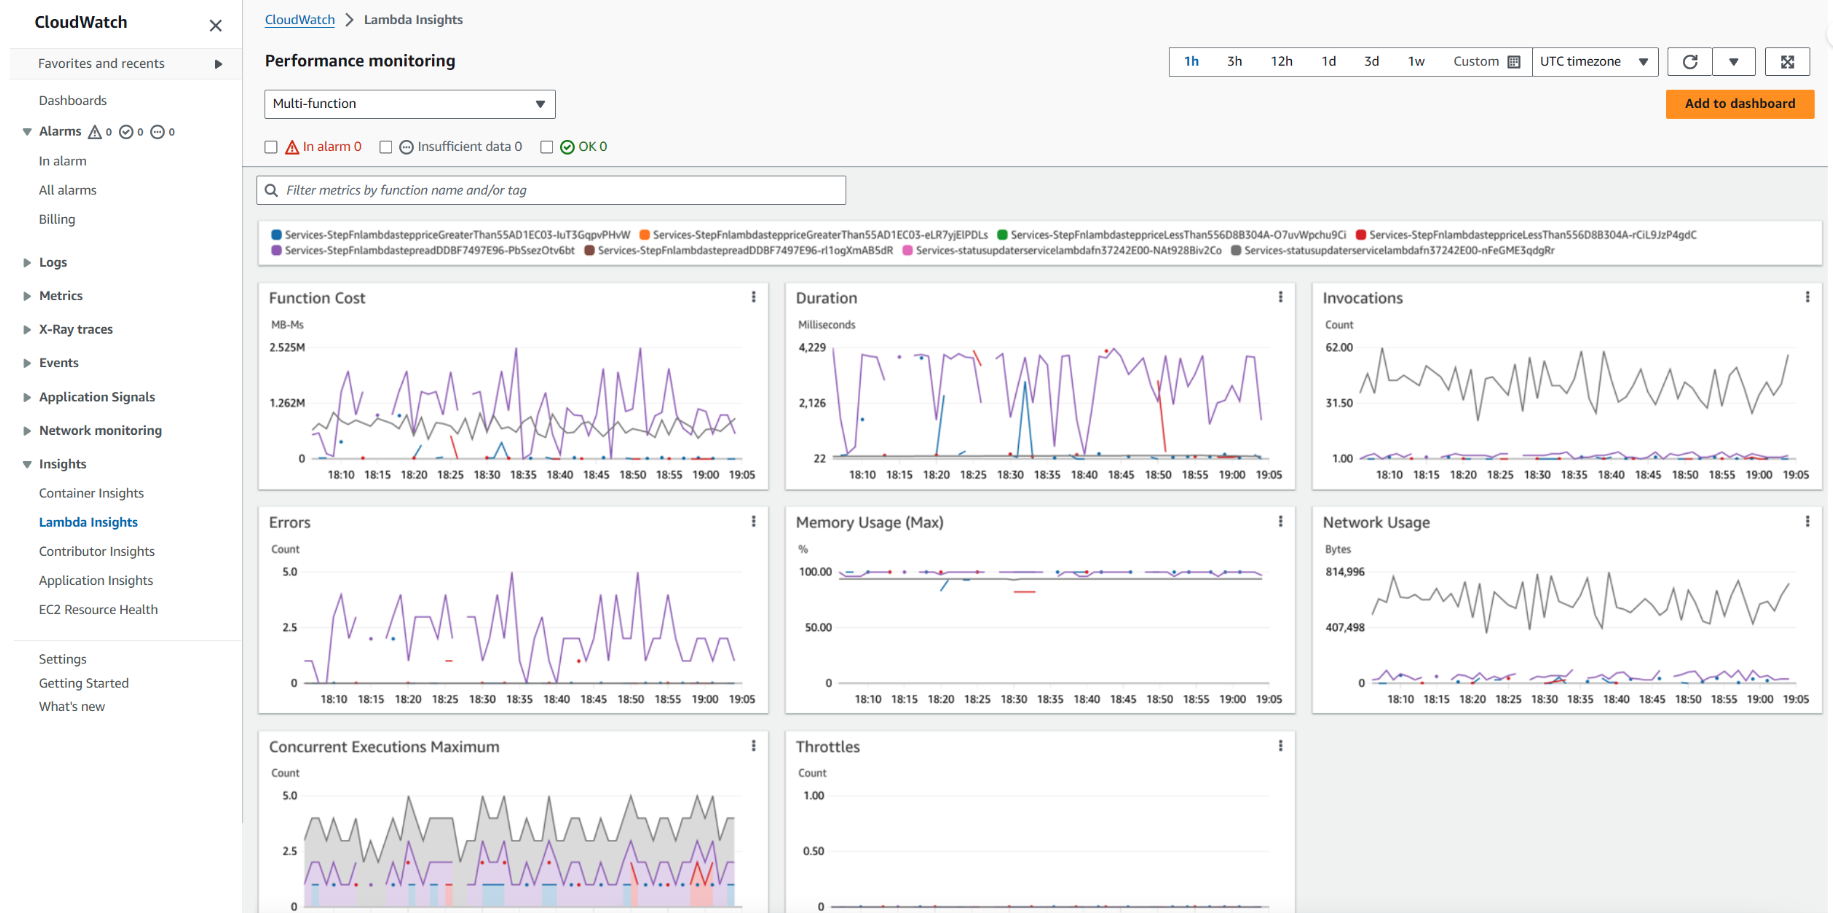 CloudWatch
Favorites and recents
Dashboards
Alarms 0 0 0
In alarm
All alarms
Billing
Logs
Metrics
X-Ray traces
Events
Application Signals
Network monitoring
Insights
Container Insights
Lambda Insights
Contributor Insights
Application Insights
EC2 Resource Health
Settings
Getting Started
What's new
CloudWatch Lambda Insights
Performance monitoring
1h 3h 12h 1d 3d 1w Custom UTC timezone
Multi-function
Add to dashboard
In alarm 0 Insufficient data 0 OK 0
Filter metrics by function name and/or tag
Services-StepFnlambdasteppriceGreaterThan55AD1EC03-IuT3GqpvPHvW Services-StepFnlambdasteppriceGreaterThan55AD1EC03-eLR7yjEIPDLs Services-StepFnlambdasteppriceLessThan556D8B304A-O7uvWpchu9Ci Services-StepFnlambdasteppriceLessThan556D8B304A-rCiL9JzP4gdC
Services-StepFnlambdastepreadDDBF7497E96-PbSsezOtv6bt Services-StepFnlambdastepreadDDBF7497E96-rl1ogXmAB5dR Services-statusupdaterservicelambdafn37242E00-NAt928Biv2Co Services-statusupdaterservicelambdafn37242E00-nFeGME3qdgRr
Function Cost
MB-Ms
2.525M
1.262M
0
18:10 18:15 18:20 18:25 18:30 18:35 18:40 18:45 18:50 18:55 19:00 19:05
Duration
Milliseconds
4,229
2,126
22
18:10 18:15 18:20 18:25 18:30 18:35 18:40 18:45 18:50 18:55 19:00 19:05
Invocations
Count
62.00
31.50
1.00
18:10 18:15 18:20 18:25 18:30 18:35 18:40 18:45 18:50 18:55 19:00 19:05
Errors
Count
5.0
2.5
0
18:10 18:15 18:20 18:25 18:30 18:35 18:40 18:45 18:50 18:55 19:00 19:05
Memory Usage (Max)
%
100.00
50.00
0
18:10 18:15 18:20 18:25 18:30 18:35 18:40 18:45 18:50 18:55 19:00 19:05
Network Usage
Bytes
814,996
407,498
0
18:10 18:15 18:20 18:25 18:30 18:35 18:40 18:45 18:50 18:55 19:00 19:05
Concurrent Executions Maximum
Count
5.0
2.5
0
Throttles
Count
1.00
0.50
0